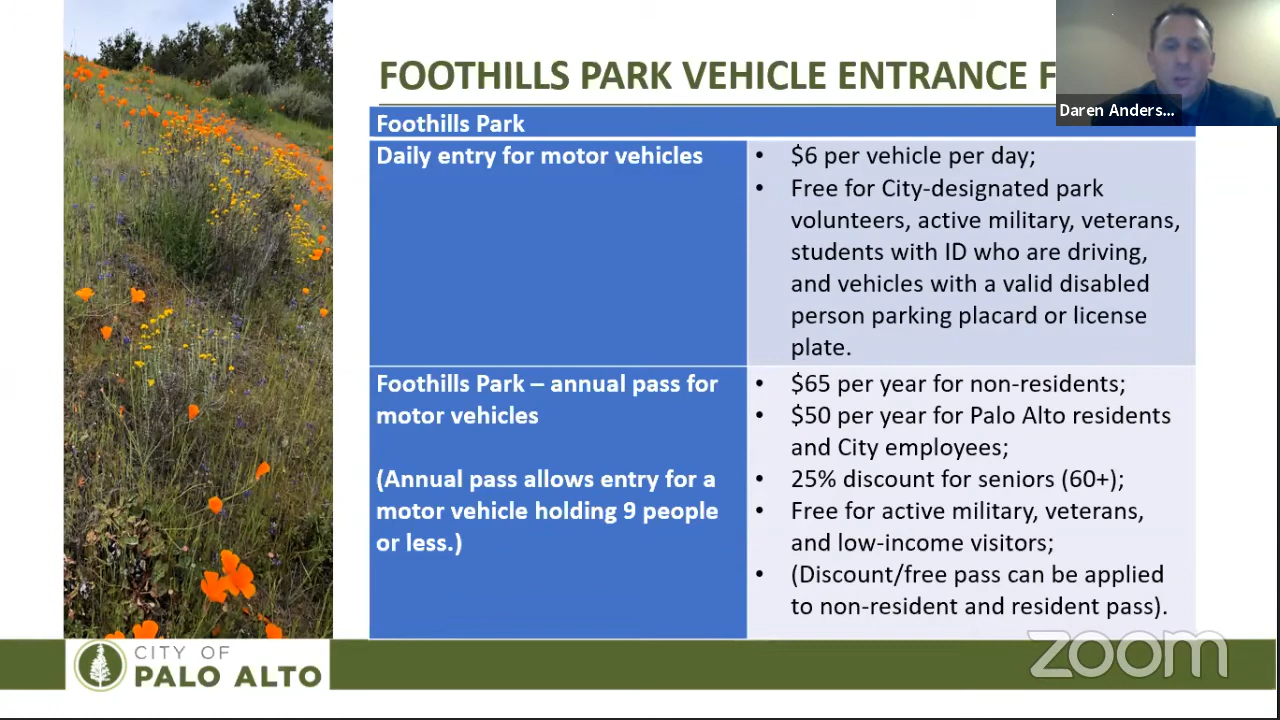 FOOTHILLS PARK VEHICLE ENTRANCE F
Daren Anders...
Foothills Park
Daily entry for motor vehicles
• $6 per vehicle per day;
• Free for City-designated park
volunteers, active military, veterans,
students with ID who are driving,
and vehicles with a valid disabled
person parking placard or license
plate.
Foothills Park – annual pass for
motor vehicles
(Annual pass allows entry for a
motor vehicle holding 9 people
or less.)
• $65 per year for non-residents;
• $50 per year for Palo Alto residents
and City employees;
• 25% discount for seniors (60+);
• Free for active military, veterans,
and low-income visitors;
• (Discount/free pass can be applied
to non-resident and resident pass).
CITY OF
PALO ALTO
zoom